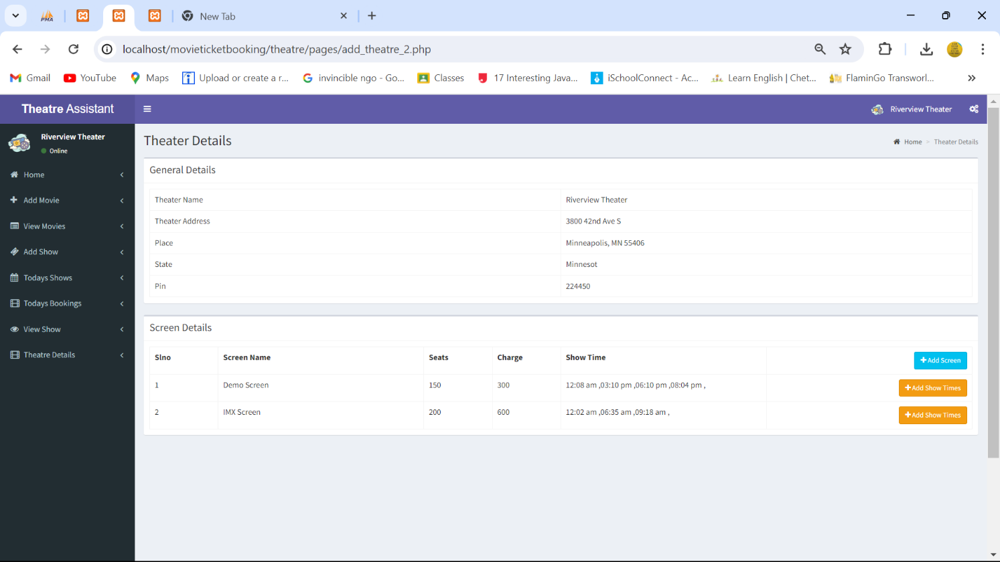 PMA
New Tab
localhost/movieticketbooking/theatre/pages/add_theatre_2.php
Gmail YouTube Maps Upload or create a r... invincible ngo - Go... Classes 17 Interesting Java... iSchoolConnect - Ac... Learn English | Chet... FlaminGo Transworl...
Theatre Assistant
Riverview Theater
Riverview Theater
Online
Home
Add Movie
View Movies
Add Show
Todays Shows
Todays Bookings
View Show
Theatre Details
Theater Details
Home > Theater Details
General Details
Theater Name Riverview Theater
Theater Address 3800 42nd Ave S
Place Minneapolis, MN 55406
State Minnesot
Pin 224450
Screen Details
Slno Screen Name Seats Charge Show Time Add Screen
1 Demo Screen 150 300 12:08 am ,03:10 pm ,06:10 pm ,08:04 pm , Add Show Times
2 IMX Screen 200 600 12:02 am ,06:35 am ,09:18 am , Add Show Times